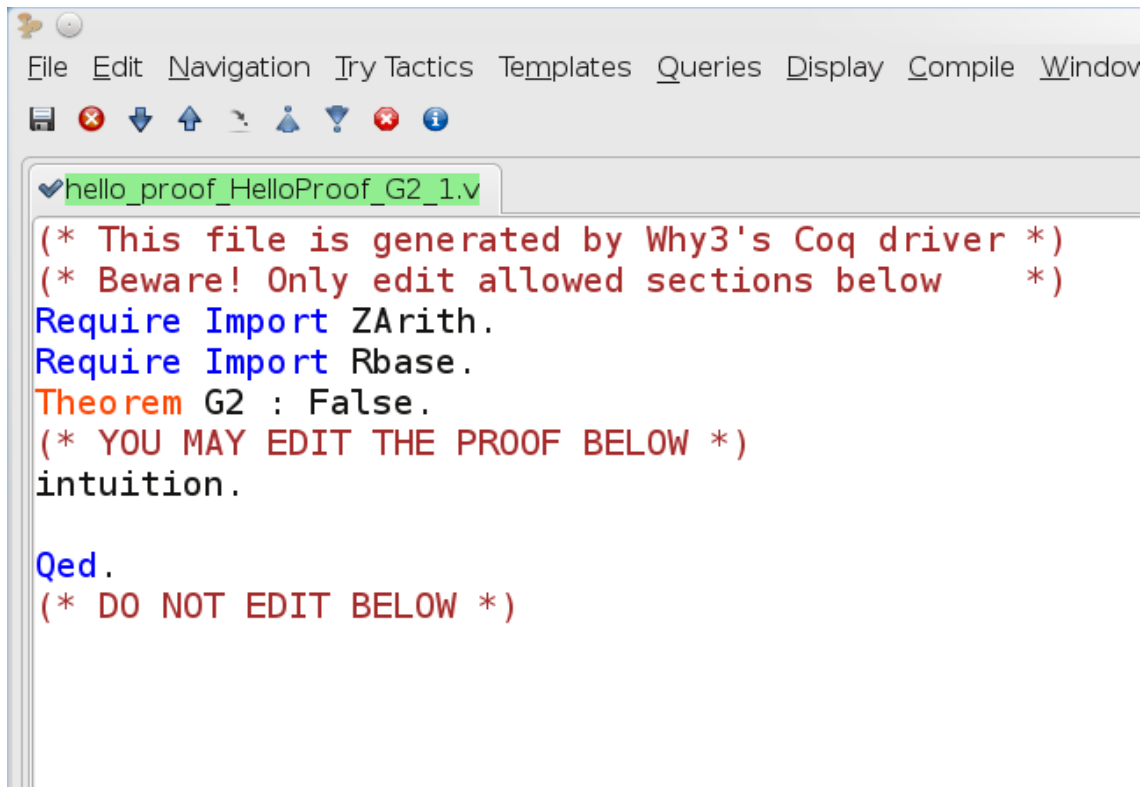 File Edit Navigation Try Tactics Templates Queries Display Compile Window
hello_proof_HelloProof_G2_1.v
(* This file is generated by Why3's Coq driver *)
(* Beware! Only edit allowed sections below    *)
Require Import ZArith.
Require Import Rbase.
Theorem G2 : False.
(* YOU MAY EDIT THE PROOF BELOW *)
intuition.
Qed.
(* DO NOT EDIT BELOW *)